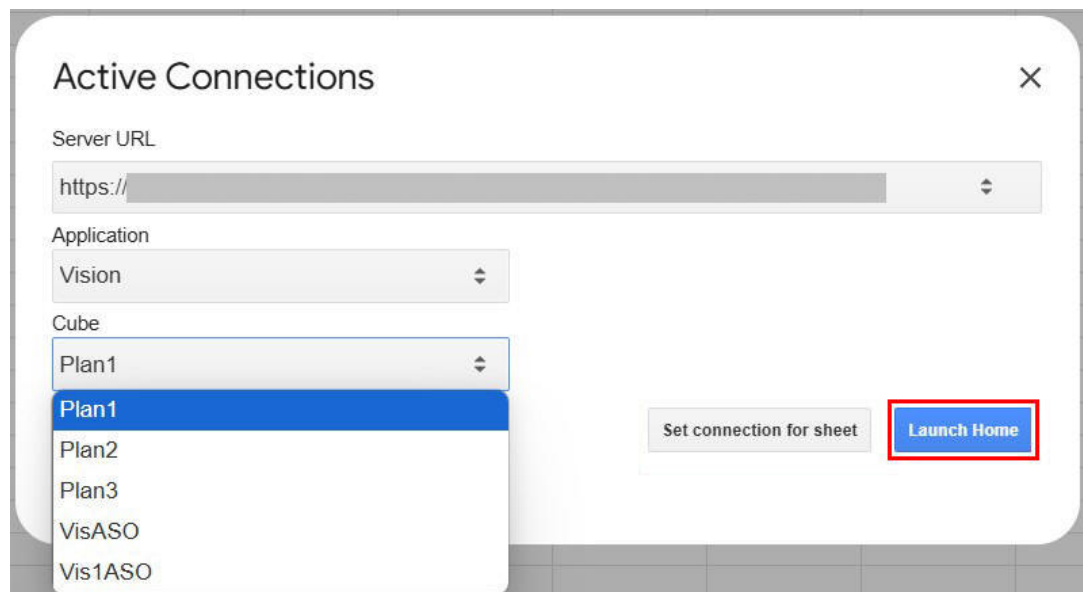 Active Connections
Server URL
https://
Application
Vision
Cube
Plan1
Plan1
Plan2
Plan3
VisASO
Vis1ASO
Set connection for sheet
Launch Home